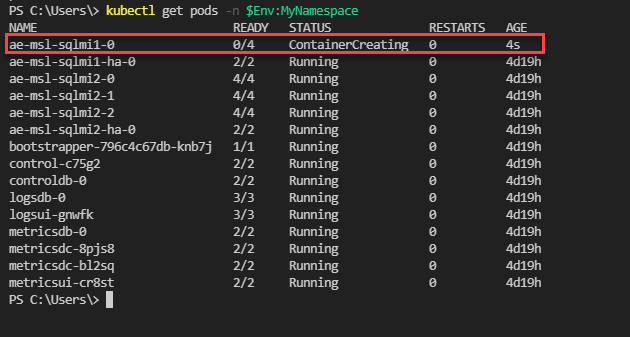 PS C:\Users\> kubectl get pods -n $Env:MyNamespace
NAME READY STATUS RESTARTS AGE
ae-msl-sqlmi1-0 0/4 ContainerCreating 0 4s
ae-msl-sqlmi1-ha-0 2/2 Running 0 4d19h
ae-msl-sqlmi2-0 4/4 Running 0 4d19h
ae-msl-sqlmi2-1 4/4 Running 0 4d19h
ae-msl-sqlmi2-2 4/4 Running 0 4d19h
ae-msl-sqlmi2-ha-0 2/2 Running 0 4d19h
bootstrapper-796c4c67db-knb7j 1/1 Running 0 4d19h
control-c75g2 2/2 Running 0 4d19h
controldb-0 2/2 Running 0 4d19h
logsdb-0 3/3 Running 0 4d19h
logsui-gnwfk 3/3 Running 0 4d19h
metricsdb-0 2/2 Running 0 4d19h
metricsdc-8pjs8 2/2 Running 0 4d19h
metricsdc-bl2sq 2/2 Running 0 4d19h
metricsui-cr8st 2/2 Running 0 4d19h
PS C:\Users\>